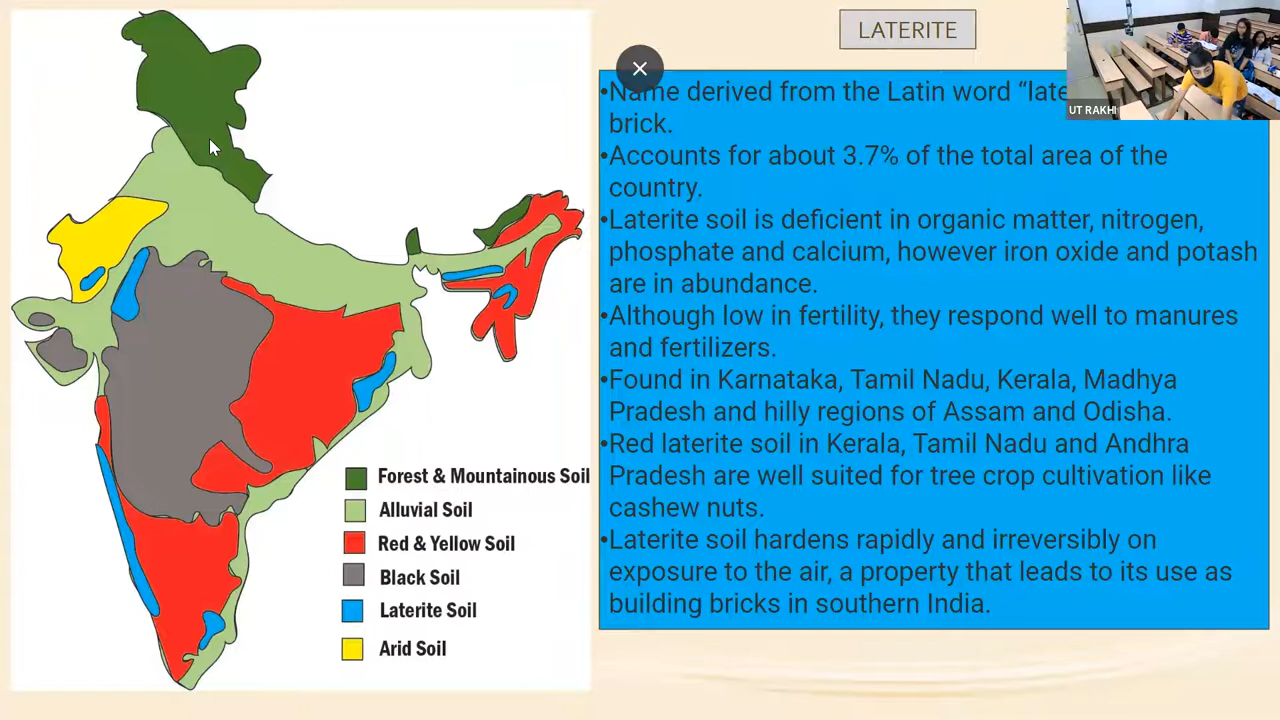 LATERITE
UT RAKHI
•Name derived from the Latin word “late
brick.
•Accounts for about 3.7% of the total area of the
country.
•Laterite soil is deficient in organic matter, nitrogen,
phosphate and calcium, however iron oxide and potash
are in abundance.
•Although low in fertility, they respond well to manures
and fertilizers.
•Found in Karnataka, Tamil Nadu, Kerala, Madhya
Pradesh and hilly regions of Assam and Odisha.
•Red laterite soil in Kerala, Tamil Nadu and Andhra
Pradesh are well suited for tree crop cultivation like
cashew nuts.
•Laterite soil hardens rapidly and irreversibly on
exposure to the air, a property that leads to its use as
building bricks in southern India.
Forest & Mountainous Soil
Alluvial Soil
Red & Yellow Soil
Black Soil
Laterite Soil
Arid Soil